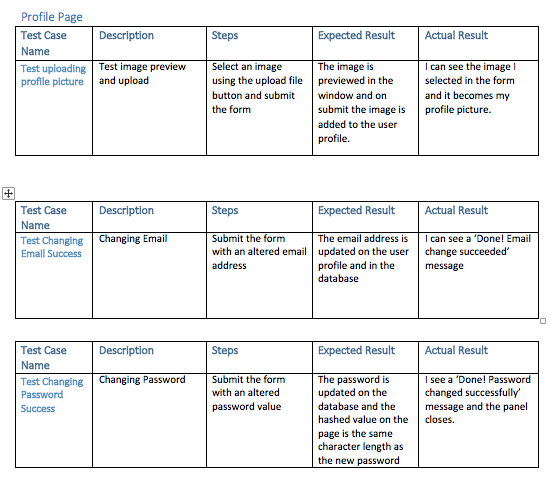 Profile Page
Test Case Name Description Steps Expected Result Actual Result
Test uploading profile picture
Test image preview and upload
Select an image using the upload file button and submit the form
The image is previewed in the window and on submit the image is added to the user profile.
I can see the image I selected in the form and it becomes my profile picture.
Test Case Name Description Steps Expected Result Actual Result
Test Changing Email Success
Changing Email
Submit the form with an altered email address
The email address is updated on the user profile and in the database
I can see a ‘Done! Email change succeeded’ message
Test Case Name Description Steps Expected Result Actual Result
Test Changing Password Success
Changing Password
Submit the form with an altered password value
The password is updated on the database and the hashed value on the page is the same character length as the new password
I see a ‘Done! Password changed successfully’ message and the panel closes.